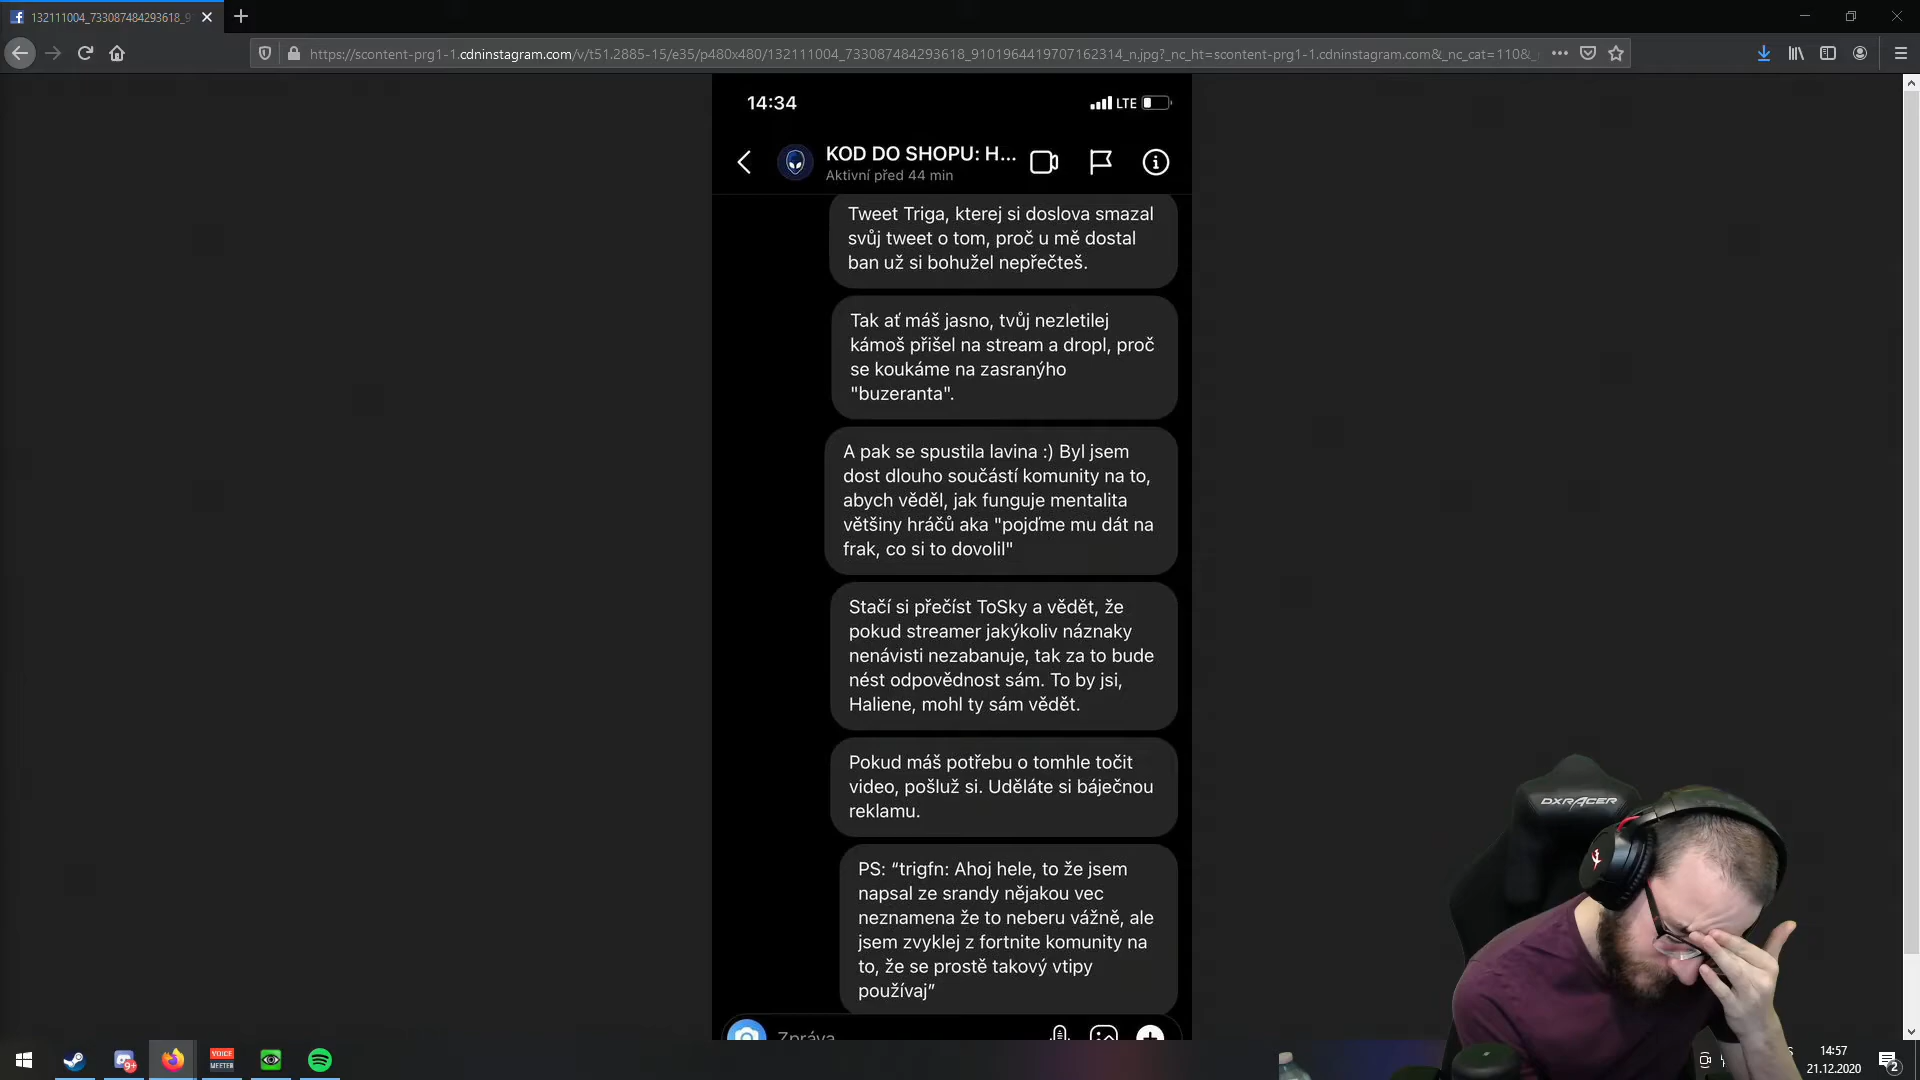 132111004_733087484293618_9
https://scontent-prg1-1.cdninstagram.com/v/t51.2885-15/e35/p480x480/132111004_733087484293618_9101964419707162314_n.jpg?_nc_ht=scontent-prg1-1.cdninstagram.com&_nc_cat=110&_
14:34
LTE
KOD DO SHOPU: H...
Aktivní před 44 min
Tweet Triga, kterej si doslova smazal
svůj tweet o tom, proč u mě dostal
ban už si bohužel nepřečteš.
Tak ať máš jasno, tvůj nezletilej
kámoš přišel na stream a dropl, proč
se koukáme na zasranýho
"buzeranta".
A pak se spustila lavina :) Byl jsem
dost dlouho součástí komunity na to,
abych věděl, jak funguje mentalita
většiny hráčů aka "pojďme mu dát na
frak, co si to dovolil"
Stačí si přečíst ToSky a vědět, že
pokud streamer jakýkoliv náznaky
nenávisti nezabanuje, tak za to bude
nést odpovědnost sám. To by jsi,
Haliene, mohl ty sám vědět.
Pokud máš potřebu o tomhle točit
video, pošluž si. Uděláte si báječnou
reklamu.
PS: “trigfn: Ahoj hele, to že jsem
napsal ze srandy nějakou vec
neznamena že to neberu vážně, ale
jsem zvyklej z fortnite komunity na
to, že se prostě takový vtipy
používaj”
Zpráva
DXRACER
VOICE
MEETER
9+
14:57
21.12.2020
2